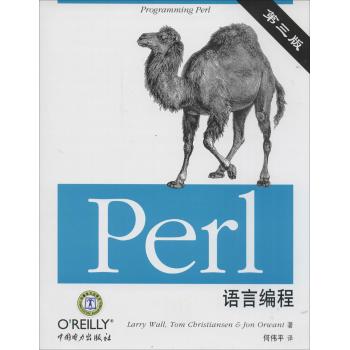 Programming Perl
第三版
Perl
语言编程
O'REILLY®
中国电力出版社
Larry Wall, Tom Christiansen & Jon Orwant 著
何伟平 译